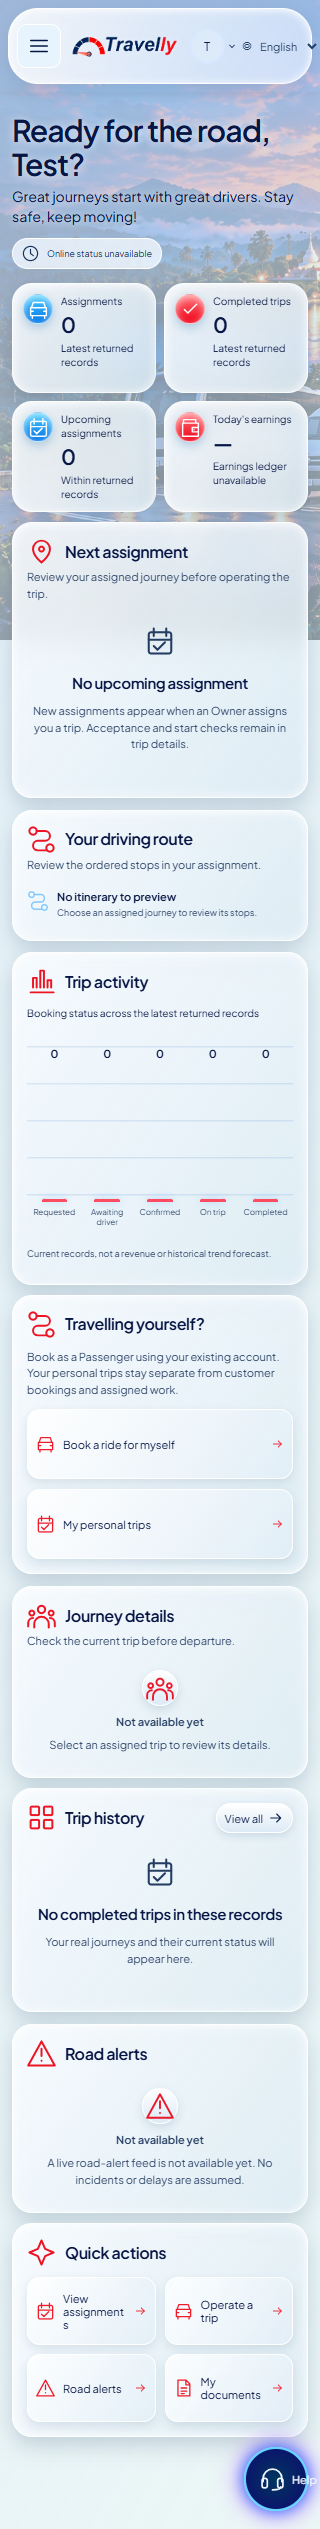 Travelly
T
English
Ready for the road,
Test?
Great journeys start with great drivers. Stay
safe, keep moving!
Online status unavailable
Assignments
0
Latest returned
records
Completed trips
0
Latest returned
records
Upcoming
assignments
0
Within returned
records
Today's earnings
—
Earnings ledger
unavailable
Next assignment
Review your assigned journey before operating the
trip.
No upcoming assignment
New assignments appear when an Owner assigns
you a trip. Acceptance and start checks remain in
trip details.
Your driving route
Review the ordered stops in your assignment.
No itinerary to preview
Choose an assigned journey to review its stops.
Trip activity
Booking status across the latest returned records
0 0 0 0 0
Requested Awaiting Confirmed On trip Completed
driver
Current records, not a revenue or historical trend forecast.
Travelling yourself?
Book as a Passenger using your existing account.
Your personal trips stay separate from customer
bookings and assigned work.
Book a ride for myself
My personal trips
Journey details
Check the current trip before departure.
Not available yet
Select an assigned trip to review its details.
Trip history
View all
No completed trips in these records
Your real journeys and their current status will
appear here.
Road alerts
Not available yet
A live road-alert feed is not available yet. No
incidents or delays are assumed.
Quick actions
View
assignment
s
Operate a
trip
Road alerts
My
documents
Help